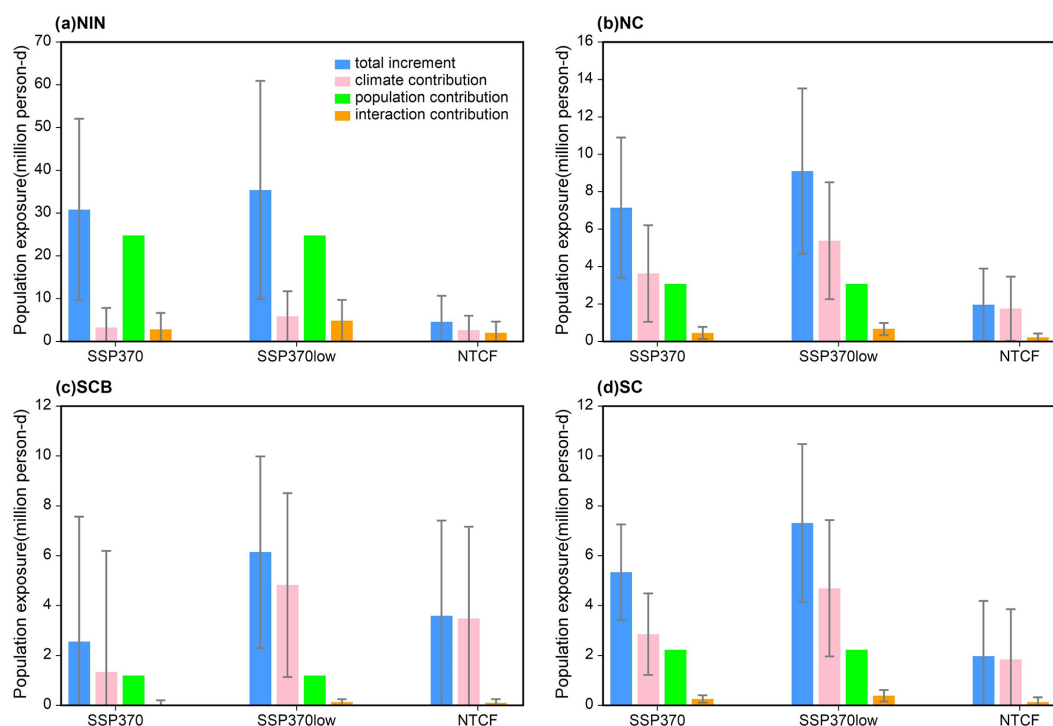 (a)NIN
Population exposure(million person-d)
70
60
50
40
30
20
10
0
total increment
climate contribution
population contribution
interaction contribution
SSP370 SSP370low NTCF
(b)NC
Population exposure(million person-d)
16
14
12
10
8
6
4
2
0
SSP370 SSP370low NTCF
(c)SCB
Population exposure(million person-d)
12
10
8
6
4
2
0
SSP370 SSP370low NTCF
(d)SC
Population exposure(million person-d)
12
10
8
6
4
2
0
SSP370 SSP370low NTCF